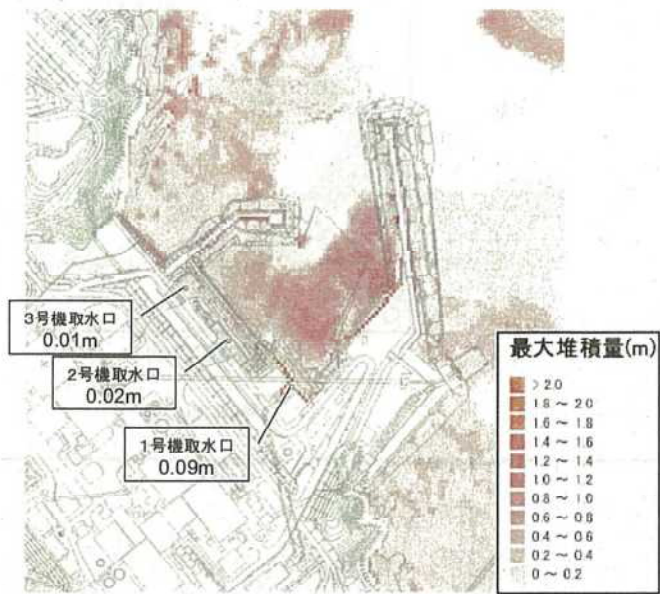 3号機取水口
0.01m
2号機取水口
0.02m
1号機取水口
0.09m
最大堆積量(m)
> 2.0
1.8 ～ 2.0
1.6 ～ 1.8
1.4 ～ 1.6
1.2 ～ 1.4
1.0 ～ 1.2
0.8 ～ 1.0
0.6 ～ 0.8
0.4 ～ 0.6
0.2 ～ 0.4
0 ～ 0.2